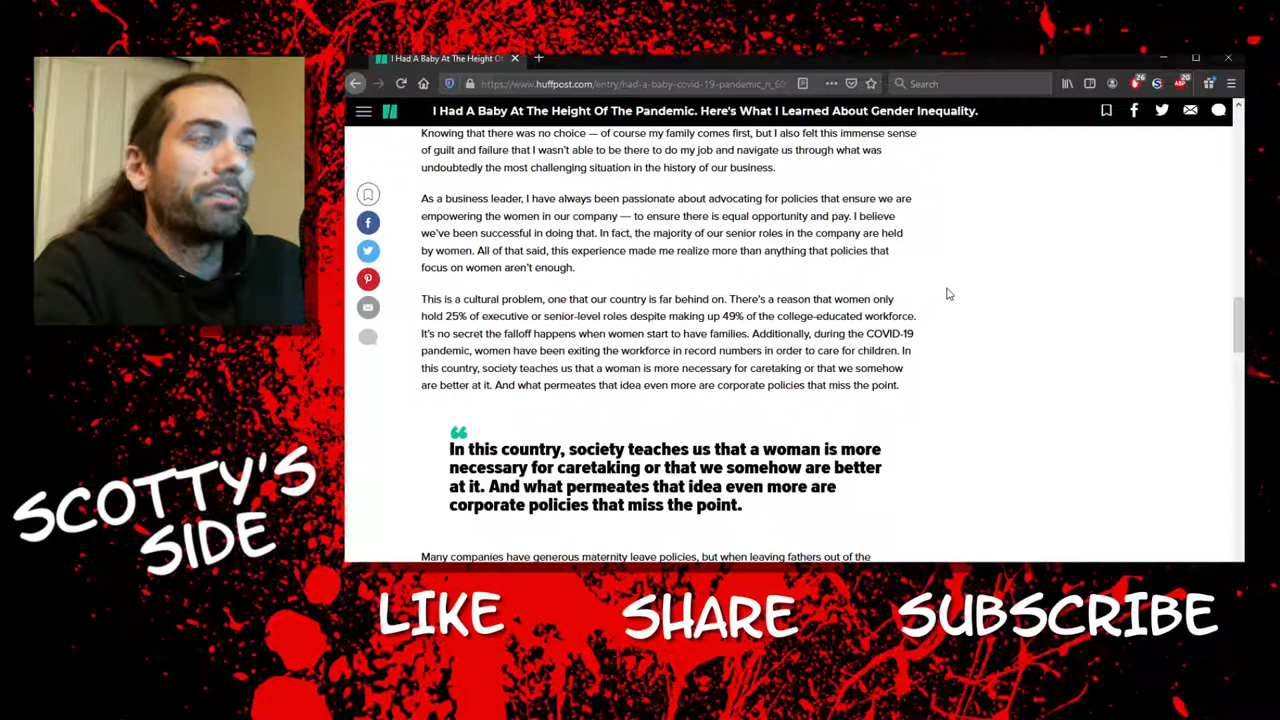 I Had A Baby At The Height Of
https://www.huffpost.com/entry/had-a-baby-covid-19-pandemic_n_60
Search
26
20
I Had A Baby At The Height Of The Pandemic. Here's What I Learned About Gender Inequality.
Knowing that there was no choice — of course my family comes first, but I also felt this immense sense
of guilt and failure that I wasn't able to be there to do my job and navigate us through what was
undoubtedly the most challenging situation in the history of our business.
As a business leader, I have always been passionate about advocating for policies that ensure we are
empowering the women in our company — to ensure there is equal opportunity and pay. I believe
we've been successful in doing that. In fact, the majority of our senior roles in the company are held
by women. All of that said, this experience made me realize more than anything that policies that
focus on women aren't enough.
This is a cultural problem, one that our country is far behind on. There's a reason that women only
hold 25% of executive or senior-level roles despite making up 49% of the college-educated workforce.
It's no secret the falloff happens when women start to have families. Additionally, during the COVID-19
pandemic, women have been exiting the workforce in record numbers in order to care for children. In
this country, society teaches us that a woman is more necessary for caretaking or that we somehow
are better at it. And what permeates that idea even more are corporate policies that miss the point.
“
In this country, society teaches us that a woman is more
necessary for caretaking or that we somehow are better
at it. And what permeates that idea even more are
corporate policies that miss the point.
Many companies have generous maternity leave policies, but when leaving fathers out of the
SCOTTY'S
SIDE
LIKE
SHARE
SUBSCRIBE